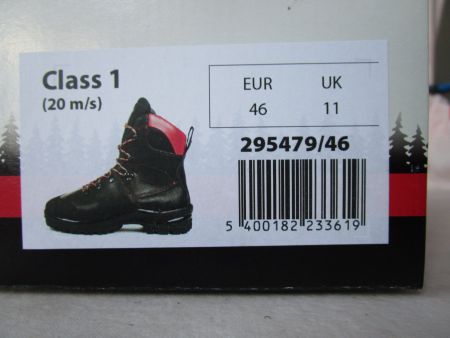 Class 1
(20 m/s)
EUR UK
46 11
295479/46
5 400182 233619